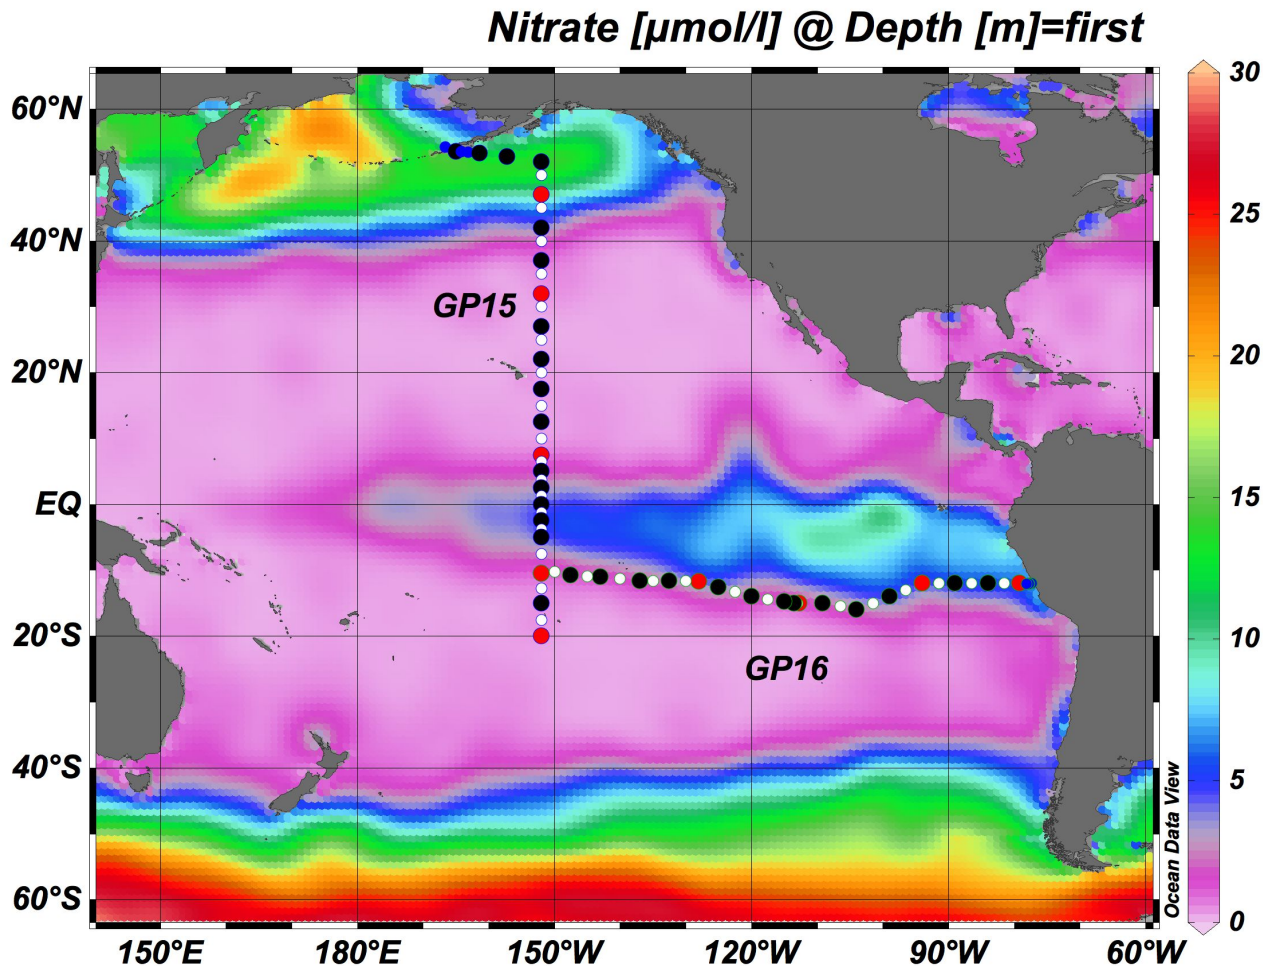 Nitrate [µmol/l] @ Depth [m]=first
60°N
40°N
20°N
EQ
20°S
40°S
60°S
150°E
180°E
150°W
120°W
90°W
60°W
GP15
GP16
Ocean Data View
30
25
20
15
10
5
0